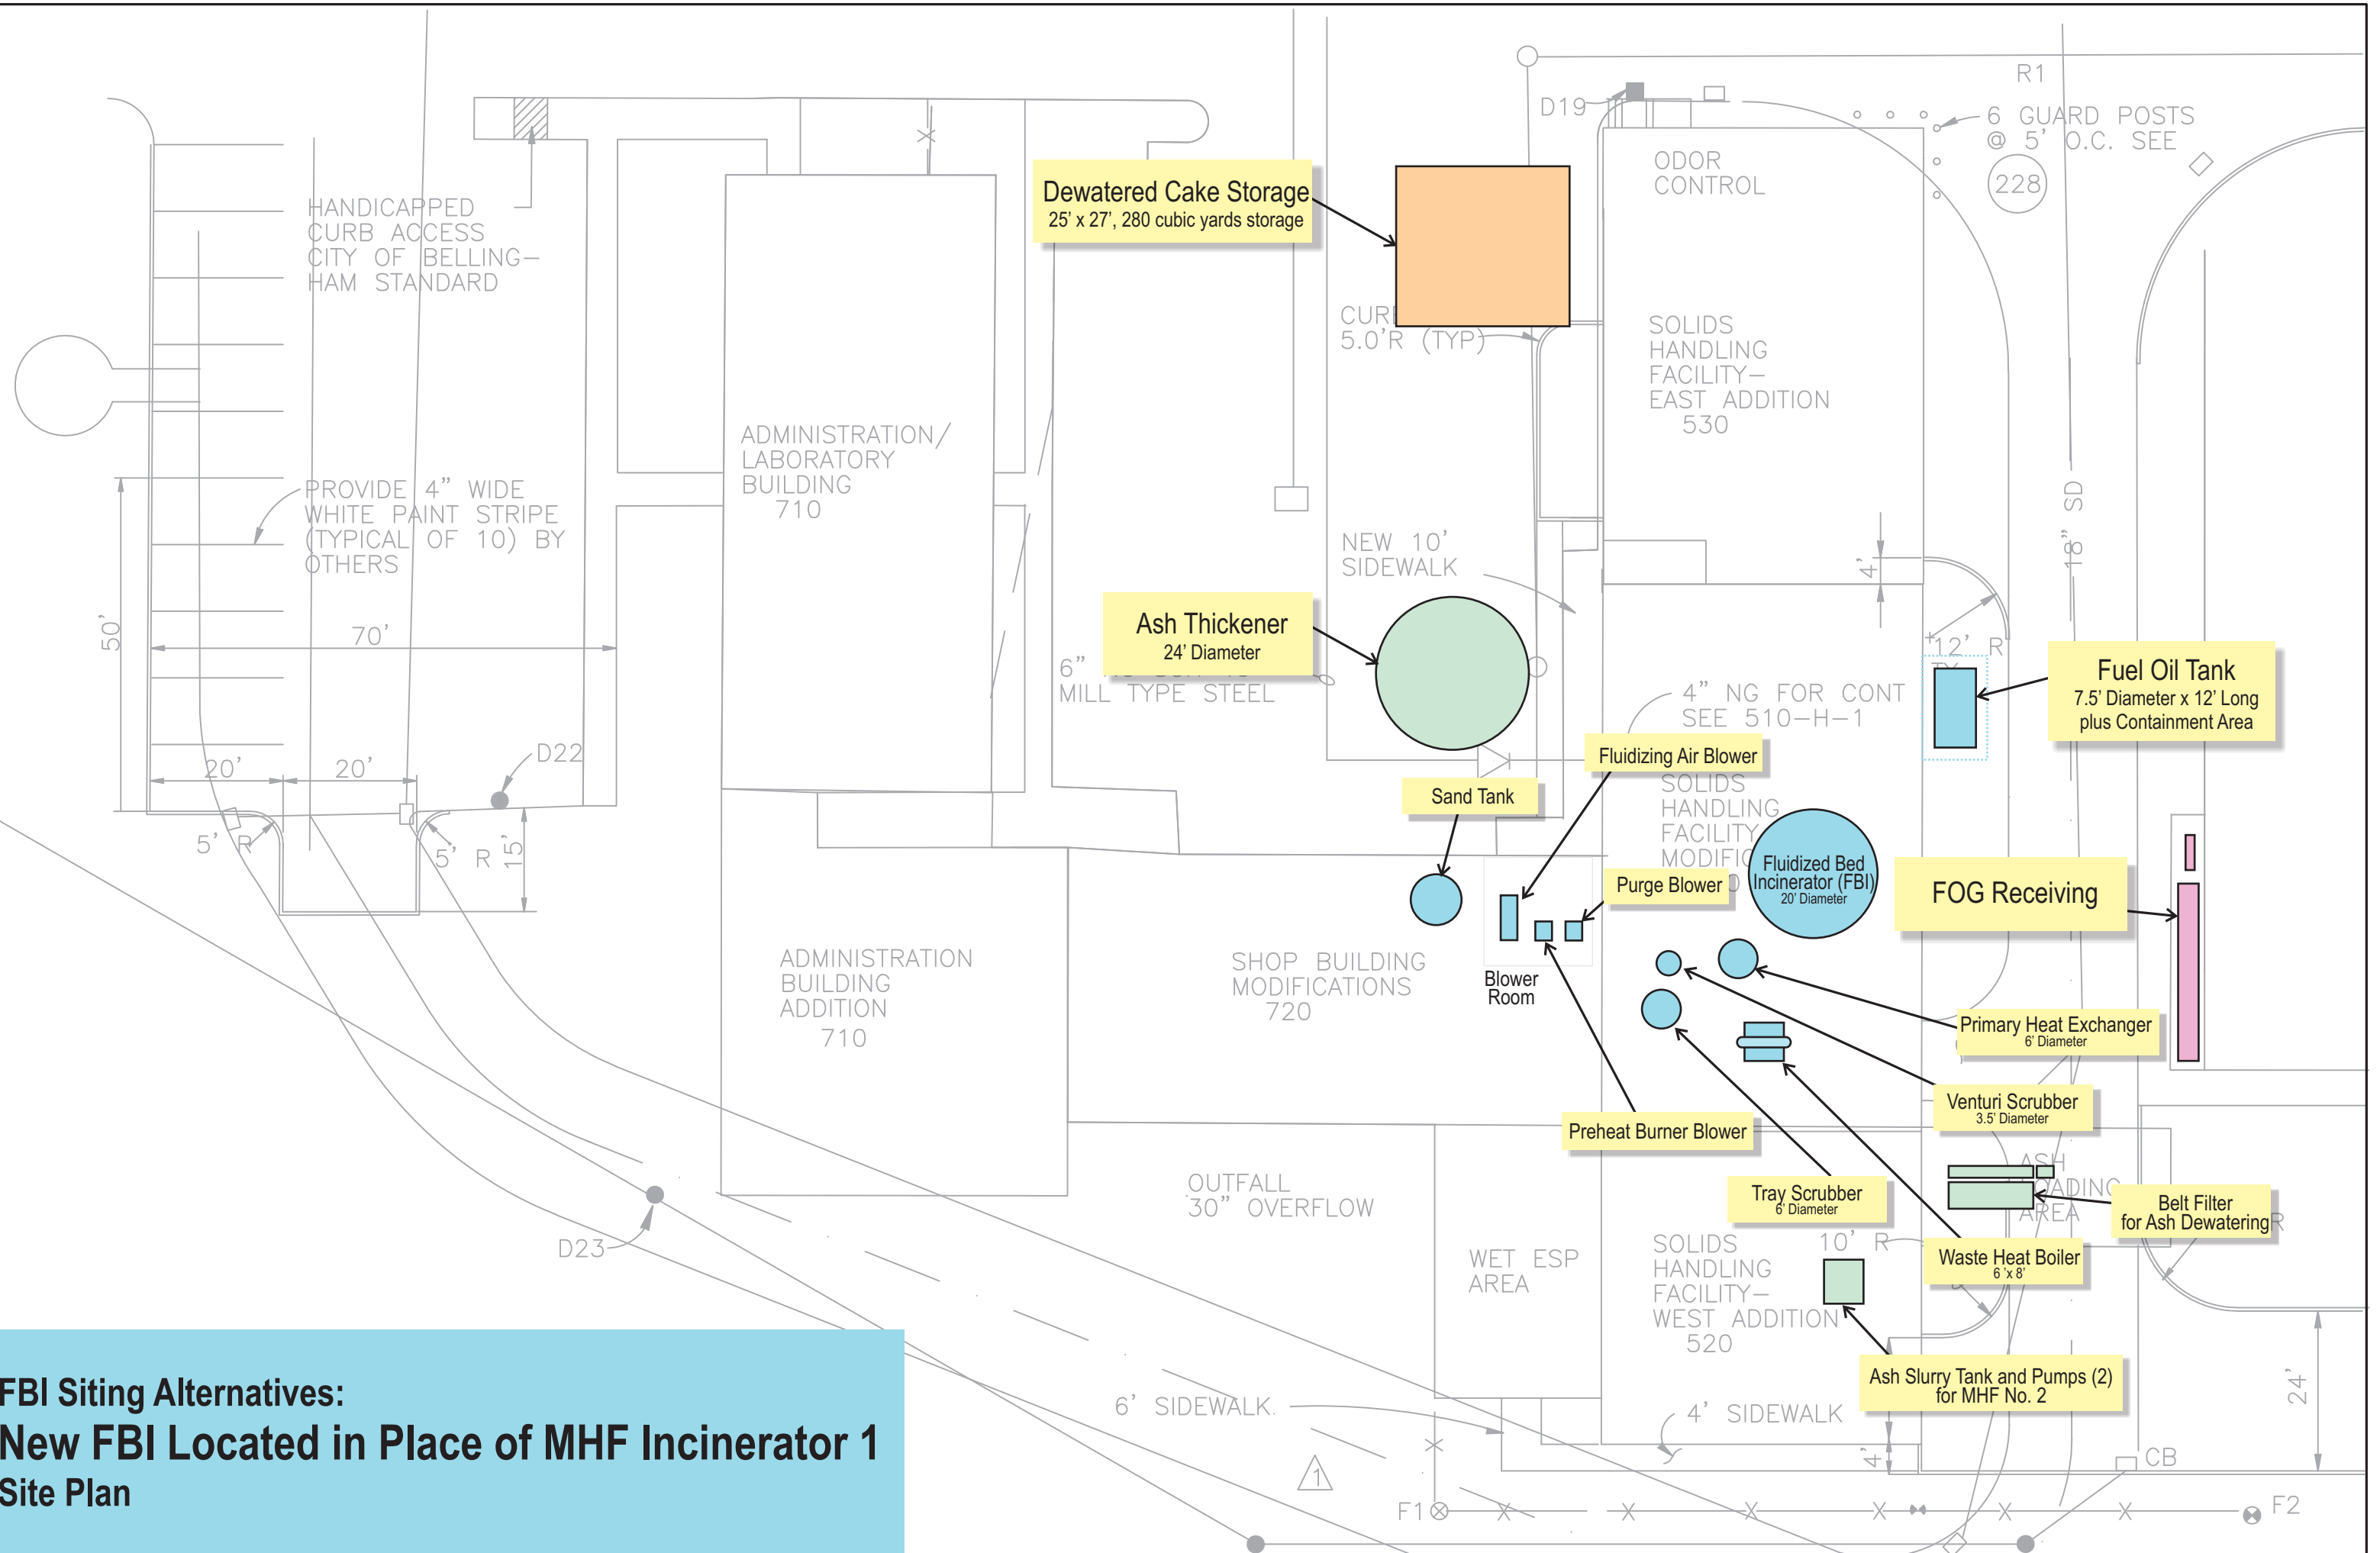 R1
D19
6 GUARD POSTS
@ 5' O.C. SEE
228
ODOR
CONTROL
Dewatered Cake Storage
25' x 27', 280 cubic yards storage
HANDICAPPED
CURB ACCESS
CITY OF BELLING-
HAM STANDARD
5.0'R (TYP)
SOLIDS
HANDLING
FACILITY-
EAST ADDITION
530
ADMINISTRATION/
LABORATORY
BUILDING
710
PROVIDE 4" WIDE
WHITE PAINT STRIPE
(TYPICAL OF 10) BY
OTHERS
18" SD
NEW 10'
SIDEWALK
4'
50'
70'
Ash Thickener
24' Diameter
12' R
Fuel Oil Tank
7.5' Diameter x 12' Long
plus Containment Area
6"
MILL TYPE STEEL
4" NG FOR CONT
SEE 510-H-1
D22
20'
20'
Fluidizing Air Blower
Sand Tank
SOLIDS
HANDLING
FACILITY
5' R
5' R
15'
Fluidized Bed
Incinerator (FBI)
20' Diameter
Purge Blower
FOG Receiving
ADMINISTRATION
BUILDING
ADDITION
710
SHOP BUILDING
MODIFICATIONS
720
Blower
Room
Primary Heat Exchanger
6' Diameter
Venturi Scrubber
3.5' Diameter
Preheat Burner Blower
ASH
AREA
OUTFALL
30" OVERFLOW
Tray Scrubber
6' Diameter
Belt Filter
for Ash Dewatering
R
D23
WET ESP
AREA
SOLIDS
HANDLING
FACILITY-
WEST ADDITION
520
10' R
Waste Heat Boiler
6 'x 8'
Ash Slurry Tank and Pumps (2)
for MHF No. 2
24'
6' SIDEWALK.
4' SIDEWALK
4'
CB
1
F1
F2
FBI Siting Alternatives:
New FBI Located in Place of MHF Incinerator 1
Site Plan